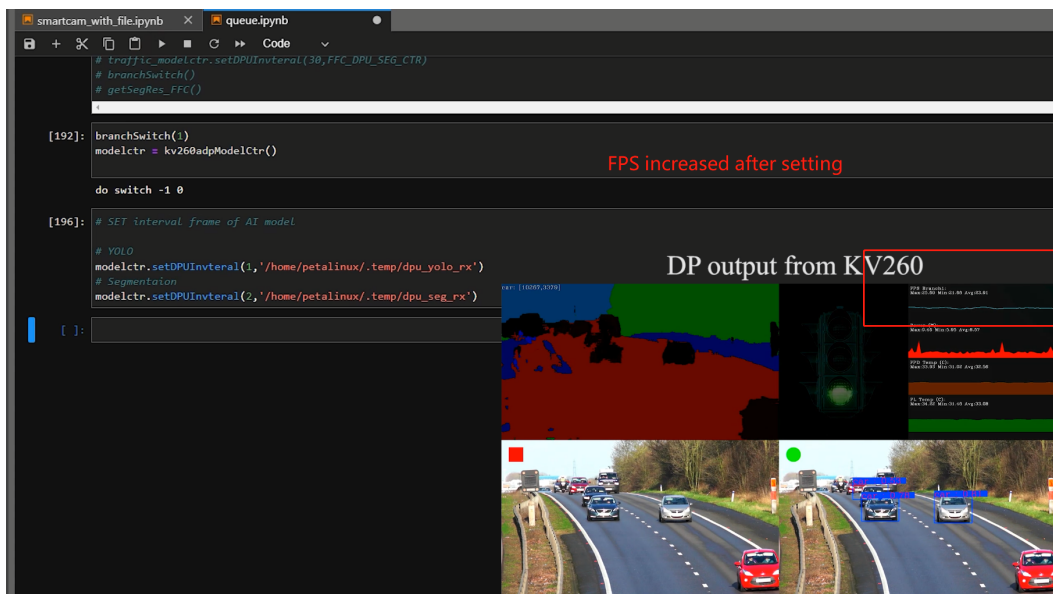 smartcam_with_file.ipynb
queue.ipynb
Code
# traffic_modelctr.setDPUInvteral(30,FFC_DPU_SEG_CTR)
# branchSwitch()
# getSegRes_FFC()
[192]: branchSwitch(1)
modelctr = kv260adpModelCtr()
FPS increased after setting
do switch -1 0
[196]: # SET interval frame of AI model
# YOLO
modelctr.setDPUInvteral(1,'/home/petalinux/.temp/dpu_yolo_rx')
# Segmentaion
modelctr.setDPUInvteral(2,'/home/petalinux/.temp/dpu_seg_rx')
DP output from KV260
[ ]: